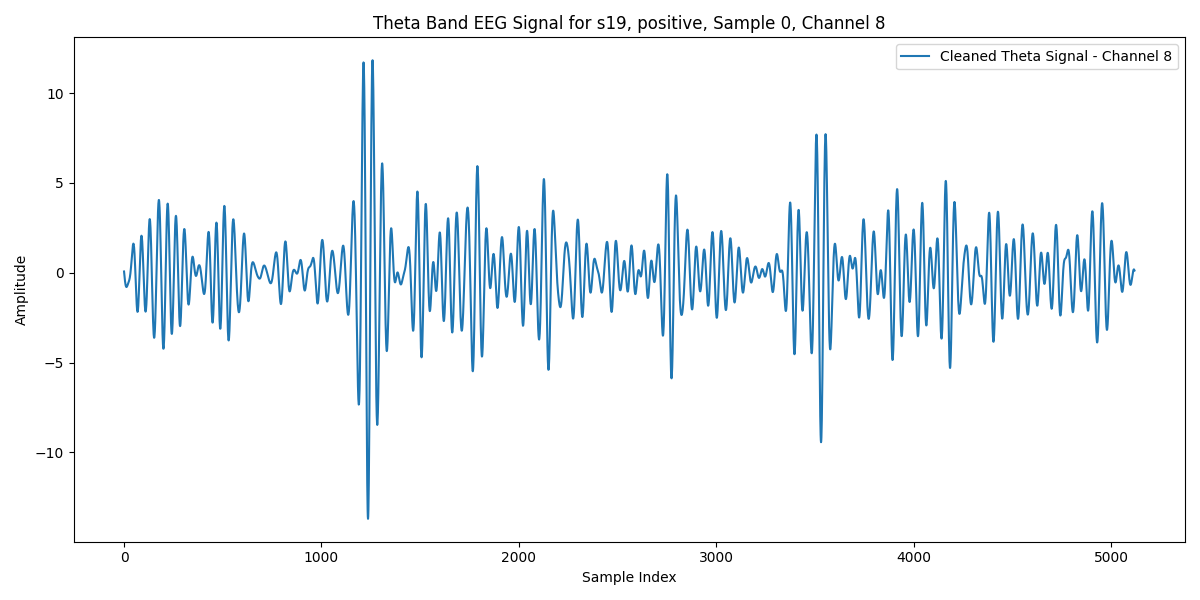 Theta Band EEG Signal for s19, positive, Sample 0, Channel 8
Cleaned Theta Signal - Channel 8
10
5
0
−5
−10
Amplitude
0 1000 2000 3000 4000 5000
Sample Index